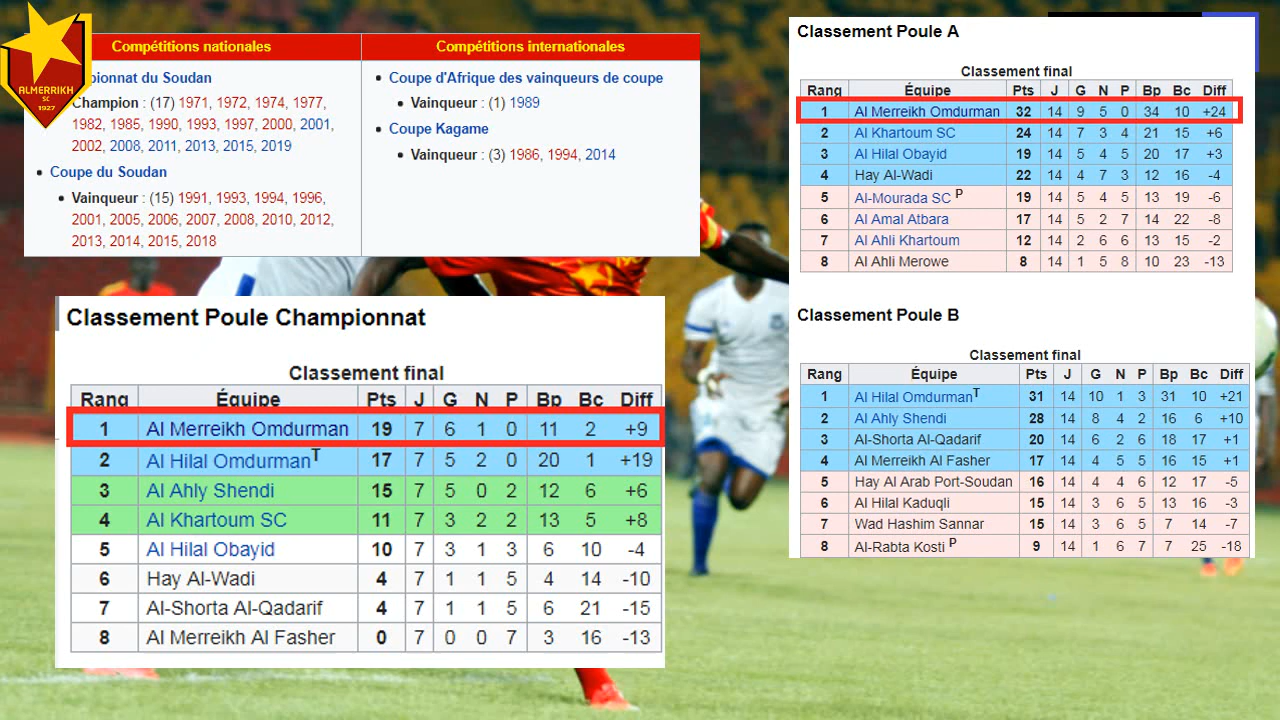 ALMERRIKH
SC
1927
Compétitions nationales
pionnat du Soudan
Champion : (17) 1971, 1972, 1974, 1977,
1982, 1985, 1990, 1993, 1997, 2000, 2001,
2002, 2008, 2011, 2013, 2015, 2019
Coupe du Soudan
Vainqueur : (15) 1991, 1993, 1994, 1996,
2001, 2005, 2006, 2007, 2008, 2010, 2012,
2013, 2014, 2015, 2018
Compétitions internationales
Coupe d'Afrique des vainqueurs de coupe
Vainqueur : (1) 1989
Coupe Kagame
Vainqueur : (3) 1986, 1994, 2014
Classement Poule Championnat
Classement final
Rang Équipe Pts J G N P Bp Bc Diff
1 Al Merreikh Omdurman 19 7 6 1 0 11 2 +9
2 Al Hilal Omdurman T 17 7 5 2 0 20 1 +19
3 Al Ahly Shendi 15 7 5 0 2 12 6 +6
4 Al Khartoum SC 11 7 3 2 2 13 5 +8
5 Al Hilal Obayid 10 7 3 1 3 6 10 -4
6 Hay Al-Wadi 4 7 1 1 5 4 14 -10
7 Al-Shorta Al-Qadarif 4 7 1 1 5 6 21 -15
8 Al Merreikh Al Fasher 0 7 0 0 7 3 16 -13
Classement Poule A
Classement final
Rang Équipe Pts J G N P Bp Bc Diff
1 Al Merreikh Omdurman 32 14 9 5 0 34 10 +24
2 Al Khartoum SC 24 14 7 3 4 21 15 +6
3 Al Hilal Obayid 19 14 5 4 5 20 17 +3
4 Hay Al-Wadi 22 14 4 7 3 12 16 -4
5 Al-Mourada SC P 19 14 5 4 5 13 19 -6
6 Al Amal Atbara 17 14 5 2 7 14 22 -8
7 Al Ahli Khartoum 12 14 2 6 6 13 15 -2
8 Al Ahli Merowe 8 14 1 5 8 10 23 -13
Classement Poule B
Classement final
Rang Équipe Pts J G N P Bp Bc Diff
1 Al Hilal Omdurman T 31 14 10 1 3 31 10 +21
2 Al Ahly Shendi 28 14 8 4 2 16 6 +10
3 Al-Shorta Al-Qadarif 20 14 6 2 6 18 17 +1
4 Al Merreikh Al Fasher 17 14 4 5 5 16 15 +1
5 Hay Al Arab Port-Soudan 16 14 4 4 6 12 17 -5
6 Al Hilal Kaduqli 15 14 3 6 5 13 16 -3
7 Wad Hashim Sannar 15 14 3 6 5 7 14 -7
8 Al-Rabta Kosti P 9 14 1 6 7 7 25 -18